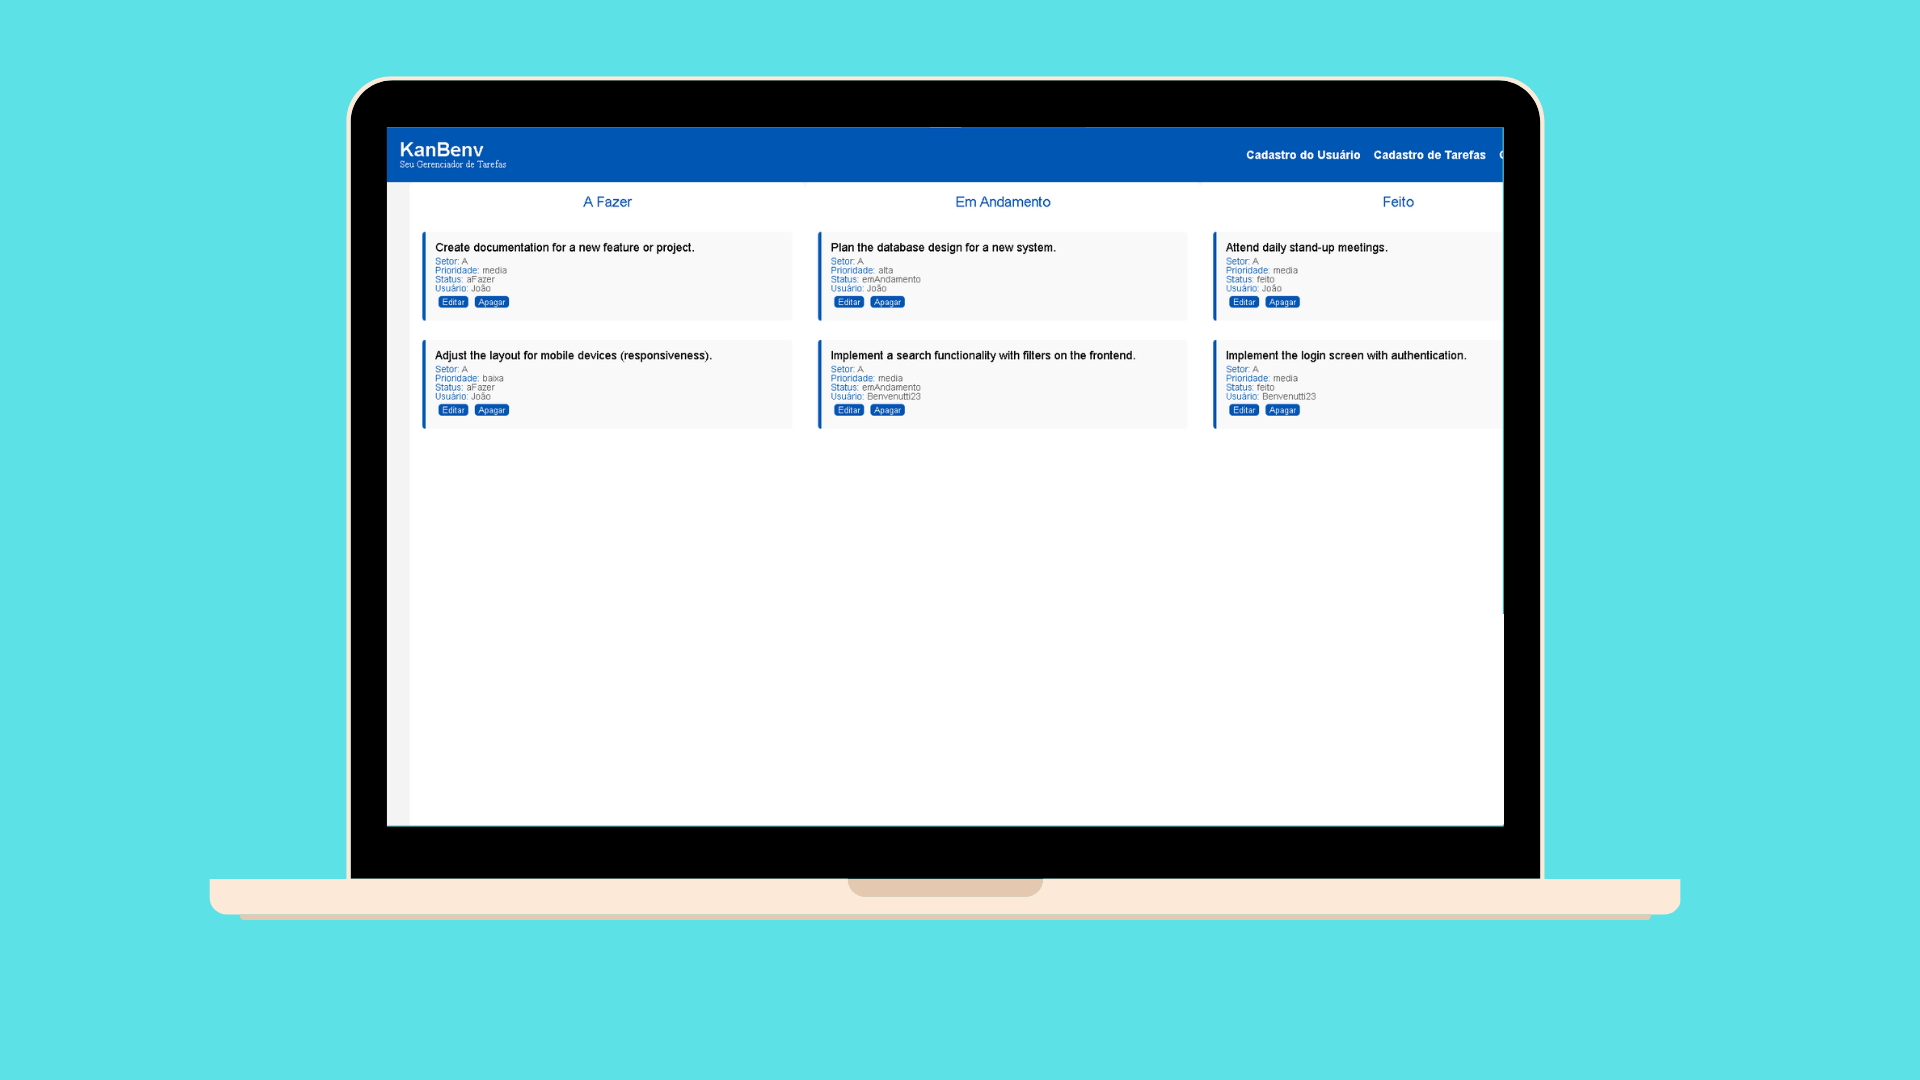 KanBenv
Seu Gerenciador de Tarefas
Cadastro do Usuário
Cadastro de Tarefas
A Fazer
Create documentation for a new feature or project.
Setor: A
Prioridade: media
Status: aFazer
Usuário: João
Editar
Apagar
Adjust the layout for mobile devices (responsiveness).
Setor: A
Prioridade: baixa
Status: aFazer
Usuário: João
Editar
Apagar
Em Andamento
Plan the database design for a new system.
Setor: A
Prioridade: alta
Status: emAndamento
Usuário: João
Editar
Apagar
Implement a search functionality with filters on the frontend.
Setor: A
Prioridade: media
Status: emAndamento
Usuário: Benvenutti23
Editar
Apagar
Feito
Attend daily stand-up meetings.
Setor: A
Prioridade: media
Status: feito
Usuário: João
Editar
Apagar
Implement the login screen with authentication.
Setor: A
Prioridade: media
Status: feito
Usuário: Benvenutti23
Editar
Apagar